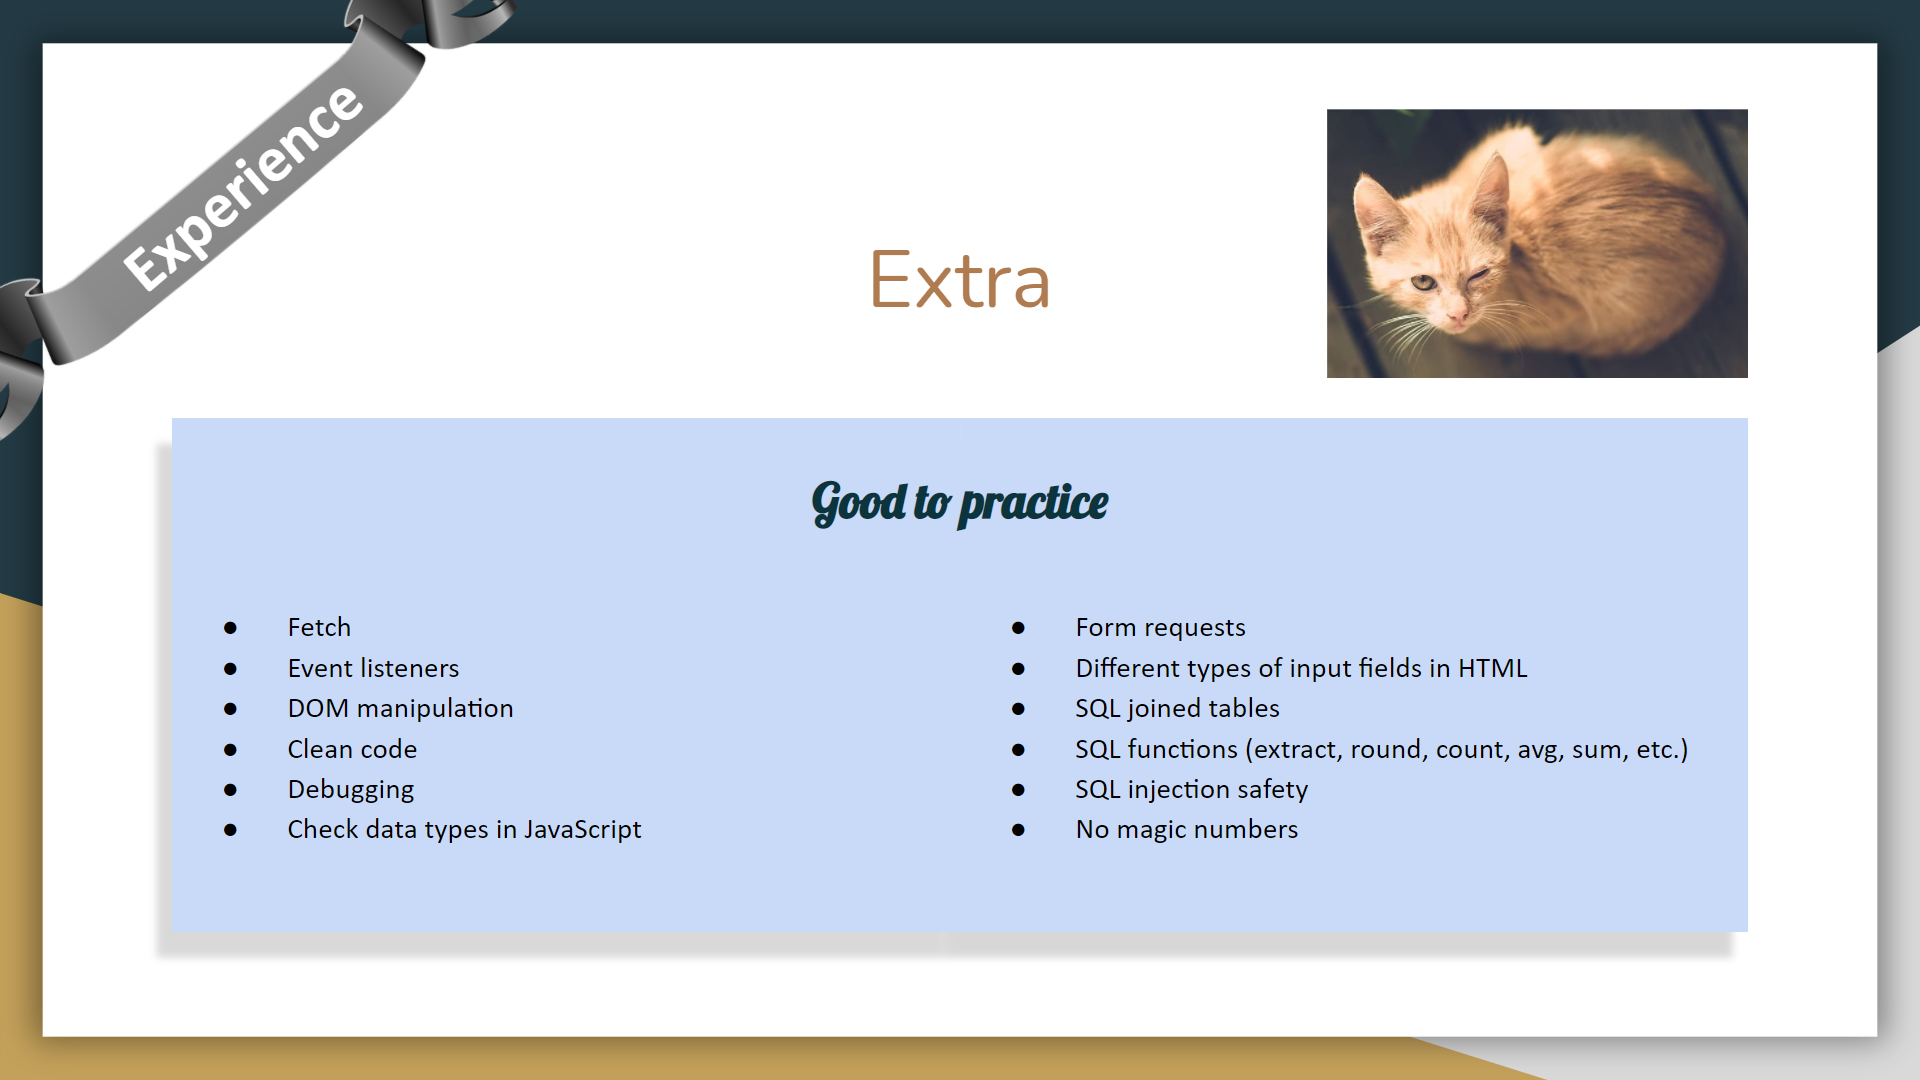 Experience
Extra
Good to practice
● Fetch
● Event listeners
● DOM manipulation
● Clean code
● Debugging
● Check data types in JavaScript
● Form requests
● Different types of input fields in HTML
● SQL joined tables
● SQL functions (extract, round, count, avg, sum, etc.)
● SQL injection safety
● No magic numbers